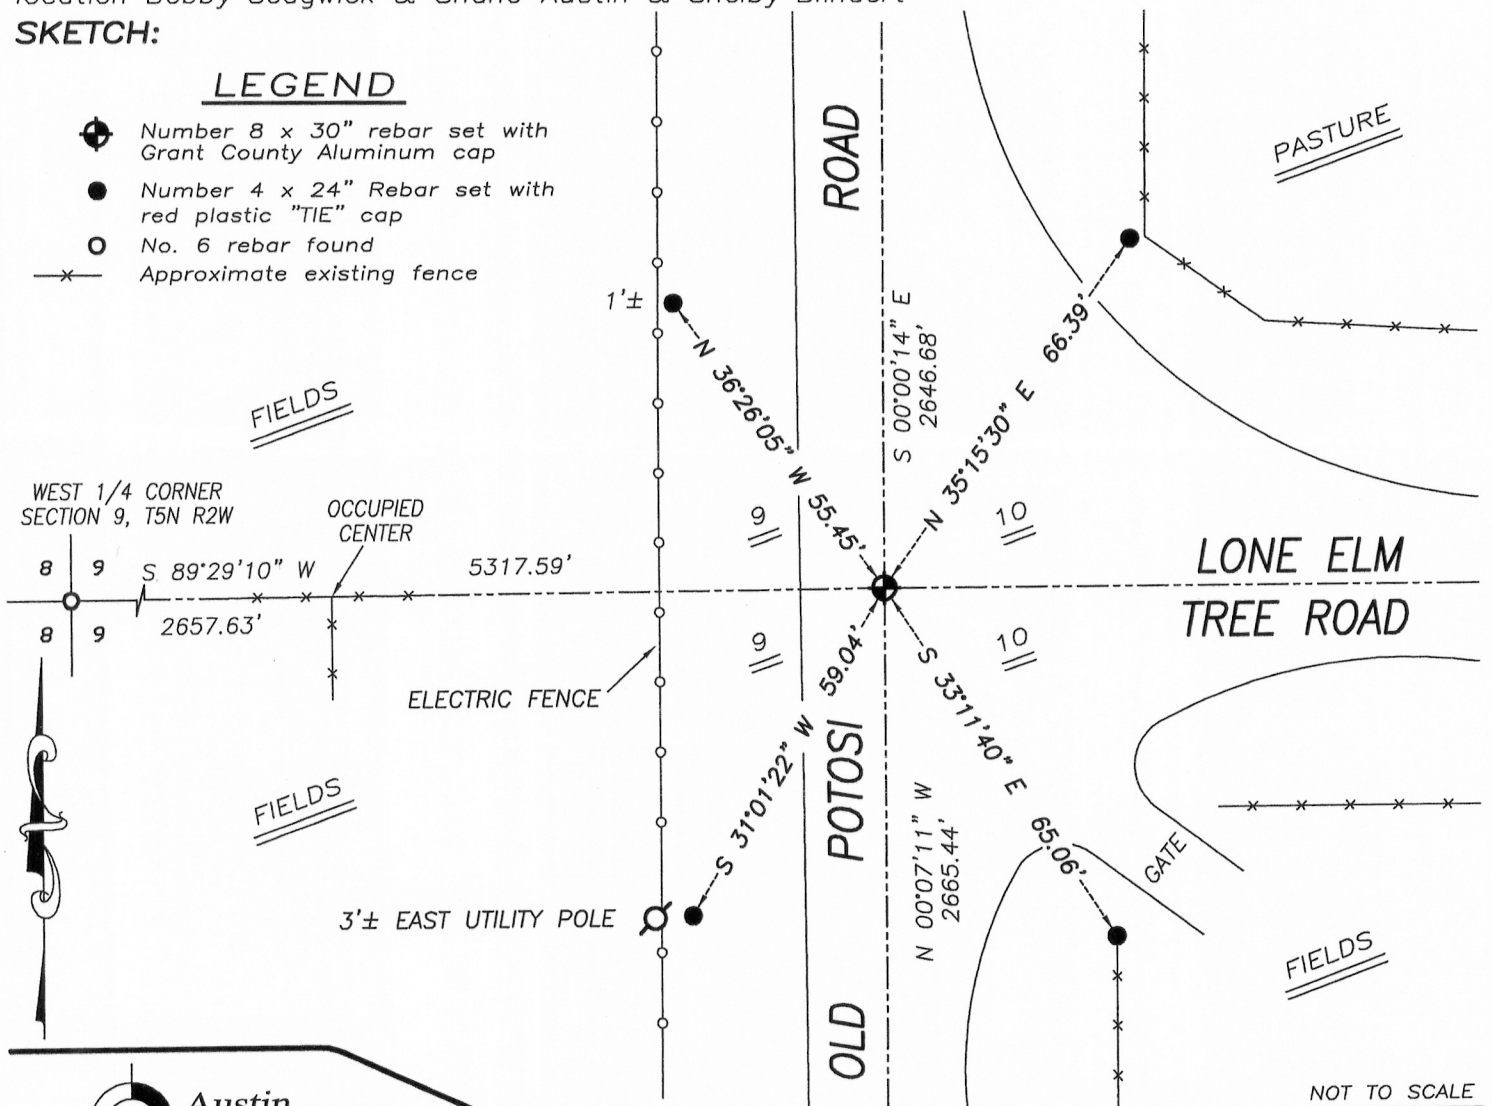 SKETCH:
LEGEND
Number 8 x 30" rebar set with
Grant County Aluminum cap
Number 4 x 24" Rebar set with
red plastic "TIE" cap
No. 6 rebar found
Approximate existing fence
PASTURE
ROAD
1'±
N 36°26'05" W 55.45'
S 00°00'14" E
2646.68'
N 35°15'30" E 66.39'
FIELDS
WEST 1/4 CORNER
SECTION 9, T5N R2W
OCCUPIED
CENTER
8 9
S 89°29'10" W
5317.59'
2657.63'
8 9
9
10
LONE ELM
TREE ROAD
9
10
ELECTRIC FENCE
S 31°01'22" W 59.04'
S 33°11'40" E 65.06'
POTOSI
N 00°07'11" W
2665.44'
FIELDS
GATE
3'± EAST UTILITY POLE
FIELDS
OLD
NOT TO SCALE
Austin